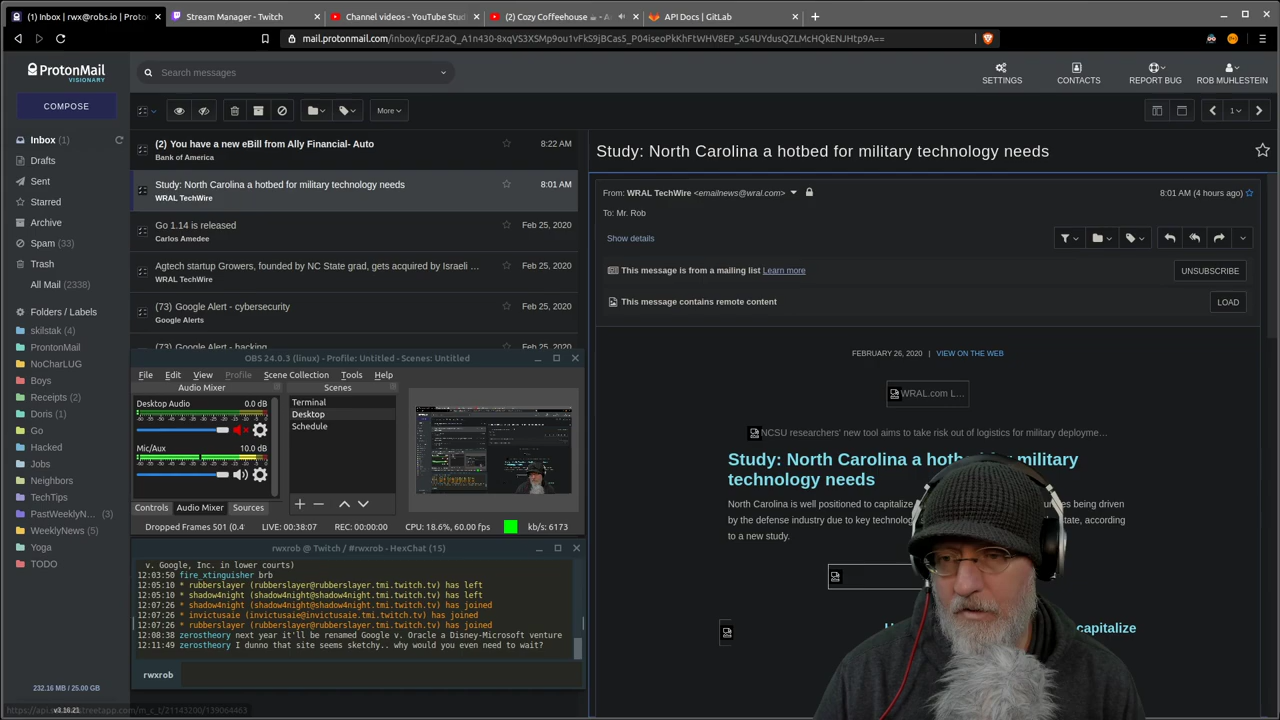 (1) Inbox | rwx@robs.io | Proto
Stream Manager - Twitch
Channel videos - YouTube Stud
(2) Cozy Coffeehouse
API Docs | GitLab
mail.protonmail.com/inbox/
ProtonMail
VISIONARY
Search messages
SETTINGS
CONTACTS
REPORT BUG
ROB MUHLESTEIN
COMPOSE
More
1
Inbox (1)
Drafts
Sent
Starred
Archive
Spam (33)
Trash
All Mail (2338)
Folders / Labels
skilstak (4)
ProntonMail
NoCharLUG
Boys
Receipts (2)
Doris (1)
Go
Hacked
Jobs
Neighbors
TechTips
PastWeeklyN... (3)
WeeklyNews (5)
Yoga
TODO
232.16 MB / 25.00 GB
v3.16.21
(2) You have a new eBill from Ally Financial- Auto
8:22 AM
Bank of America
Study: North Carolina a hotbed for military technology needs
8:01 AM
WRAL TechWire
Go 1.14 is released
Feb 25, 2020
Carlos Amedee
Agtech startup Growers, founded by NC State grad, gets acquired by Israeli ...
Feb 25, 2020
WRAL TechWire
(73) Google Alert - cybersecurity
Feb 25, 2020
Google Alerts
(73) Google Alert - hacking
Feb 25, 2020
Study: North Carolina a hotbed for military technology needs
From: WRAL TechWire <emailnews@wral.com>
8:01 AM (4 hours ago)
To: Mr. Rob
Show details
This message is from a mailing list Learn more
UNSUBSCRIBE
This message contains remote content
LOAD
FEBRUARY 26, 2020 | VIEW ON THE WEB
WRAL.com L...
NCSU researchers' new tool aims to take risk out of logistics for military deployme...
Study: North Carolina a hotbed for military
technology needs
North Carolina is well positioned to capitalize
being driven
by the defense industry due to key technology
state, according
to a new study.
capitalize
OBS 24.0.3 (linux) - Profile: Untitled - Scenes: Untitled
File Edit View Profile Scene Collection Tools Help
Audio Mixer
Scenes
Desktop Audio
0.0 dB
Mic/Aux
10.0 dB
Terminal
Desktop
Schedule
Controls
Audio Mixer
Sources
Dropped Frames 501 (0.4
LIVE: 00:38:07
REC: 00:00:00
CPU: 18.6%, 60.00 fps
kb/s: 6173
rwxrob @ Twitch / #rwxrob - HexChat (15)
v. Google, Inc. in lower courts)
12:03:50 fire_xtinguisher brb
12:05:10 * rubberslayer (rubberslayer@rubberslayer.tmi.twitch.tv) has left
12:05:10 * shadow4night (shadow4night@shadow4night.tmi.twitch.tv) has left
12:07:26 * shadow4night (shadow4night@shadow4night.tmi.twitch.tv) has joined
12:07:26 * invictusaie (invictusaie@invictusaie.tmi.twitch.tv) has joined
12:07:26 * rubberslayer (rubberslayer@rubberslayer.tmi.twitch.tv) has joined
12:08:38 zerostheory next year it'll be renamed Google v. Oracle a Disney-Microsoft venture
12:11:49 zerostheory I dunno that site seems sketchy.. why would you even need to wait?
rwxrob